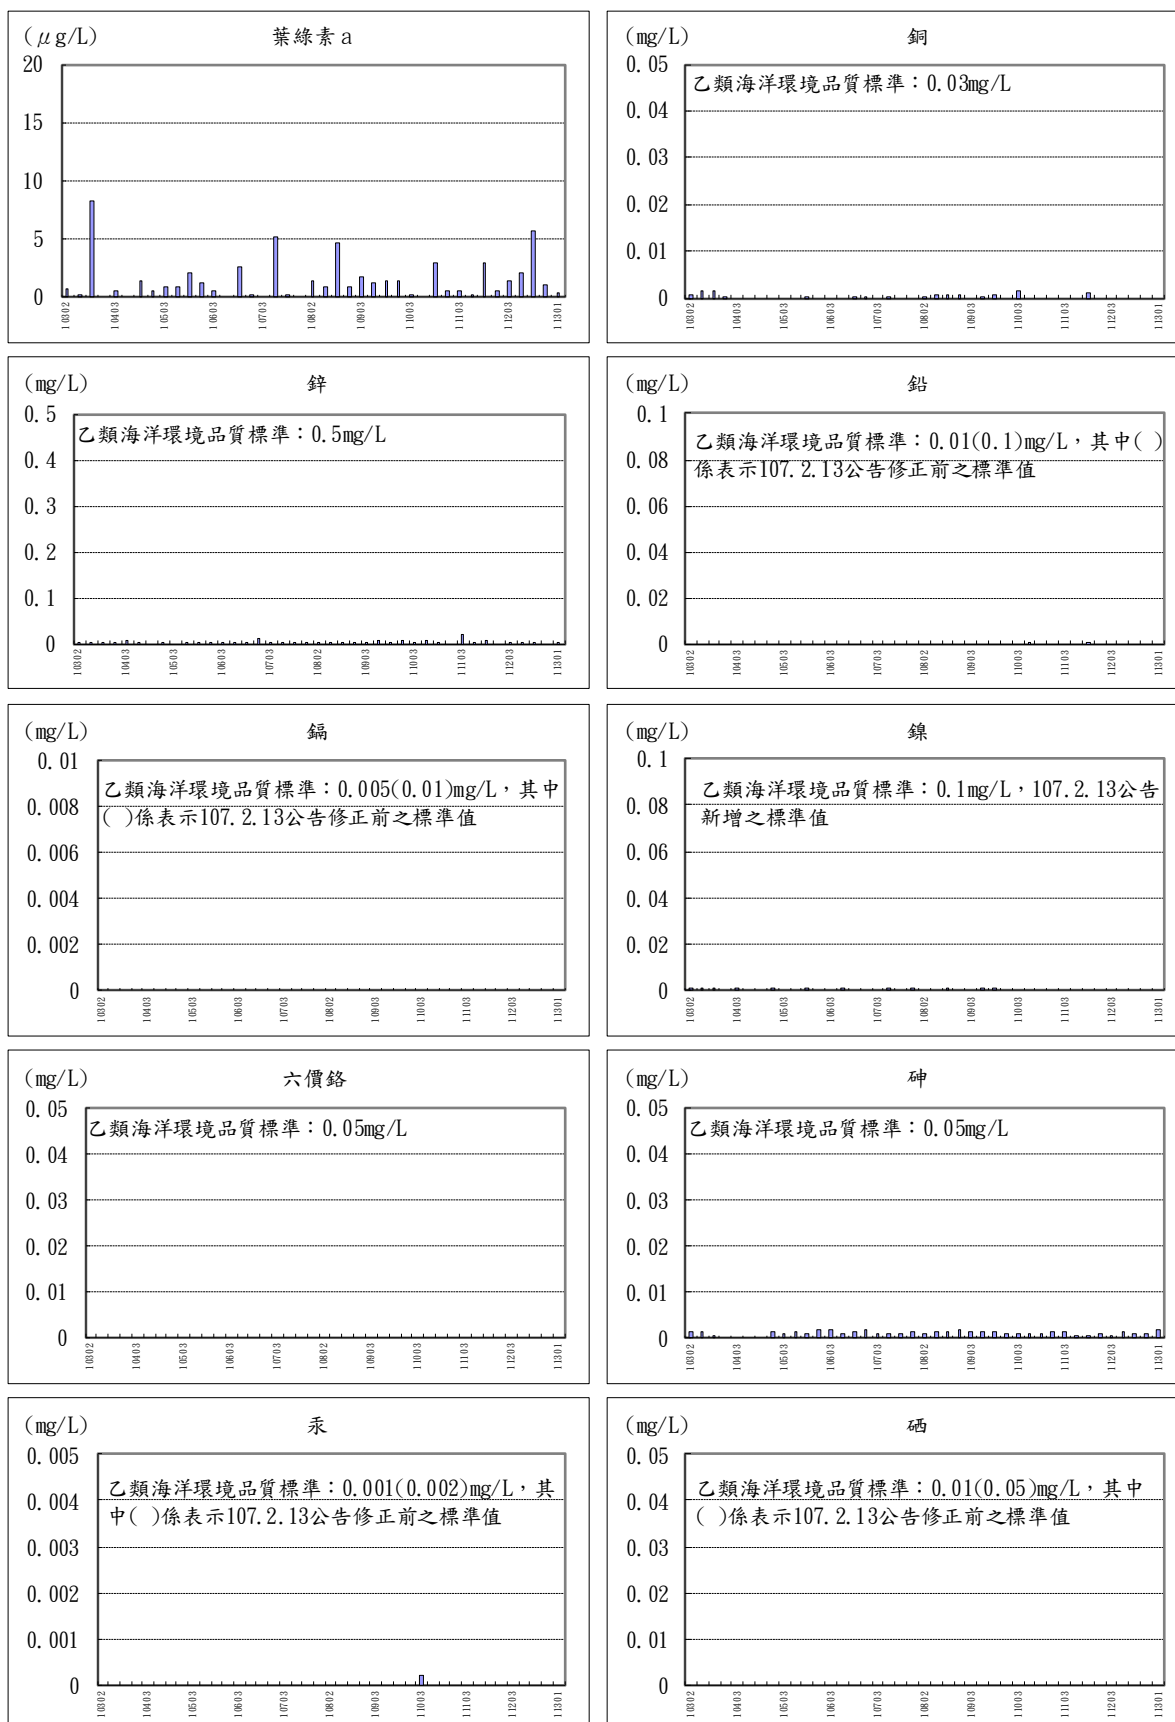 (μg/L) 葉綠素a
20
15
10
5
0
10302 10403 10503 10603 10703 10802 10903 11003 11103 11203 11301
(mg/L) 銅
0.05
乙類海洋環境品質標準：0.03mg/L
0.04
0.03
0.02
0.01
0
10302 10403 10503 10603 10703 10802 10903 11003 11103 11203 11301
(mg/L) 鋅
0.5
乙類海洋環境品質標準：0.5mg/L
0.4
0.3
0.2
0.1
0
10302 10403 10503 10603 10703 10802 10903 11003 11103 11203 11301
(mg/L) 鉛
0.1
乙類海洋環境品質標準：0.01(0.1)mg/L，其中( )
係表示107.2.13公告修正前之標準值
0.08
0.06
0.04
0.02
0
10302 10403 10503 10603 10703 10802 10903 11003 11103 11203 11301
(mg/L) 鎘
0.01
乙類海洋環境品質標準：0.005(0.01)mg/L，其中
( )係表示107.2.13公告修正前之標準值
0.008
0.006
0.004
0.002
0
10302 10403 10503 10603 10703 10802 10903 11003 11103 11203 11301
(mg/L) 鎳
0.1
乙類海洋環境品質標準：0.1mg/L，107.2.13公告
新增之標準值
0.08
0.06
0.04
0.02
0
10302 10403 10503 10603 10703 10802 10903 11003 11103 11203 11301
(mg/L) 六價鉻
0.05
乙類海洋環境品質標準：0.05mg/L
0.04
0.03
0.02
0.01
0
10302 10403 10503 10603 10703 10802 10903 11003 11103 11203 11301
(mg/L) 砷
0.05
乙類海洋環境品質標準：0.05mg/L
0.04
0.03
0.02
0.01
0
10302 10403 10503 10603 10703 10802 10903 11003 11103 11203 11301
(mg/L) 汞
0.005
乙類海洋環境品質標準：0.001(0.002)mg/L，其
中( )係表示107.2.13公告修正前之標準值
0.004
0.003
0.002
0.001
0
10302 10403 10503 10603 10703 10802 10903 11003 11103 11203 11301
(mg/L) 硒
0.05
乙類海洋環境品質標準：0.01(0.05)mg/L，其中
( )係表示107.2.13公告修正前之標準值
0.04
0.03
0.02
0.01
0
10302 10403 10503 10603 10703 10802 10903 11003 11103 11203 11301